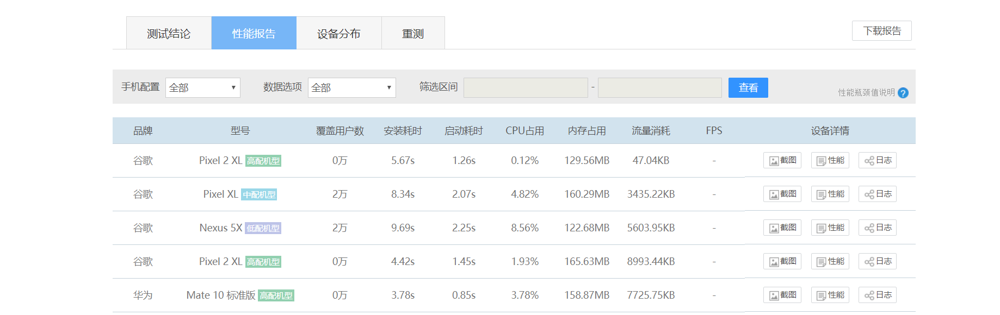 测试结论 性能报告 设备分布 重测 下载报告
手机配置 全部 数据选项 全部 筛选区间 - 查看 性能瓶颈值说明 ?
品牌 型号 覆盖用户数 安装耗时 启动耗时 CPU占用 内存占用 流量消耗 FPS 设备详情
谷歌 Pixel 2 XL 高配机型 0万 5.67s 1.26s 0.12% 129.56MB 47.04KB - 截图 性能 日志
谷歌 Pixel XL 中配机型 2万 8.34s 2.07s 4.82% 160.29MB 3435.22KB - 截图 性能 日志
谷歌 Nexus 5X 低配机型 2万 9.69s 2.25s 8.56% 122.68MB 5603.95KB - 截图 性能 日志
谷歌 Pixel 2 XL 高配机型 0万 4.42s 1.45s 1.93% 165.63MB 8993.44KB - 截图 性能 日志
华为 Mate 10 标准版 高配机型 0万 3.78s 0.85s 3.78% 158.87MB 7725.75KB - 截图 性能 日志